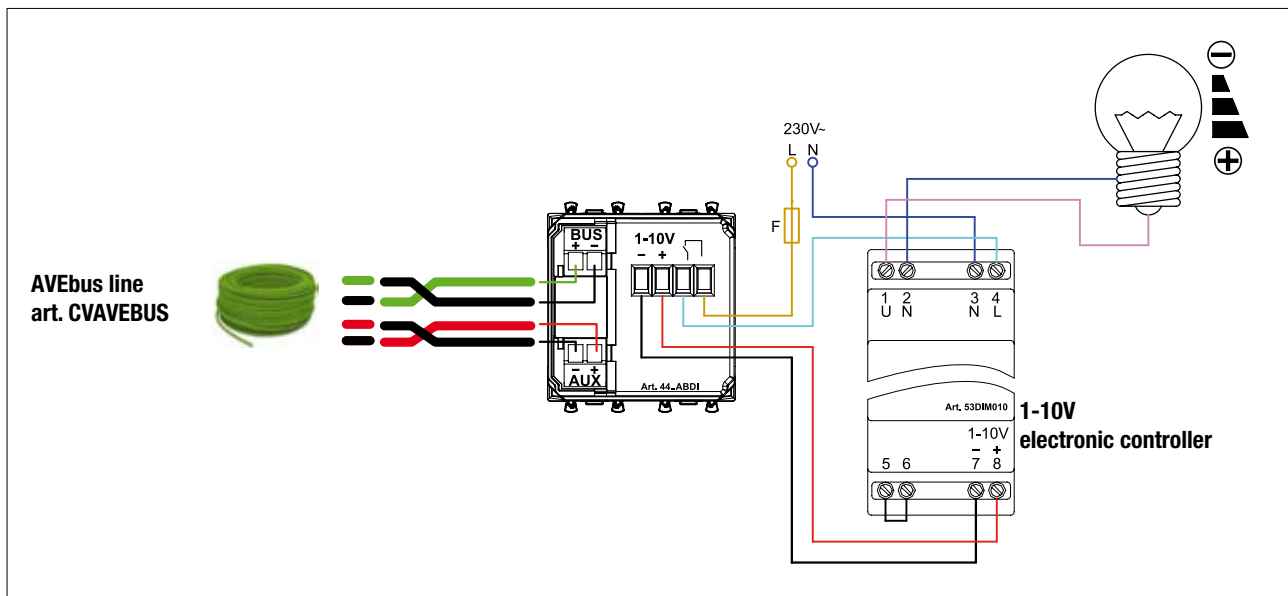 230V~
L N
F
AVEbus line
art. CVAVEBUS
BUS
+ −
1-10V
− +
− +
AUX
Art. 44..ABDI
1 2 3 4
U N N L
Art. 53DIM010
1-10V
− +
5 6 7 8
1-10V
electronic controller
−
+